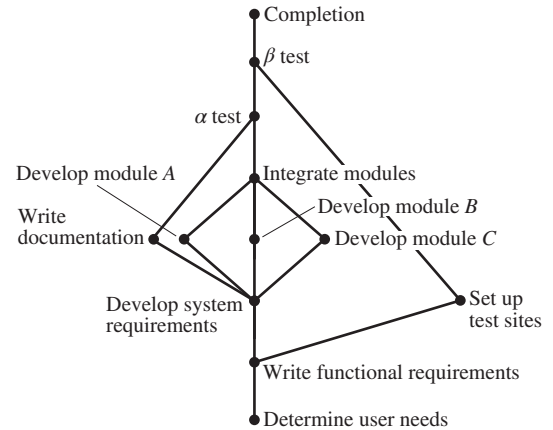 Completion
β test
α test
Develop module A
Integrate modules
Write
documentation
Develop module B
Develop module C
Develop system
requirements
Set up
test sites
Write functional requirements
Determine user needs